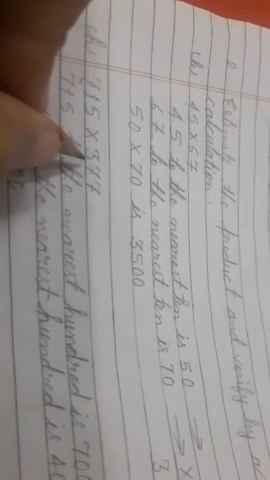 2 Estimate the product and verify by ac
calculation.
b) 45 x 67
45 to the nearest ten is 50 → x
67 to the nearest ten is 70 → 3
50 x 70 is 3500
h) 715 x 377
715 the nearest hundred is 700
the nearest hundred is 40